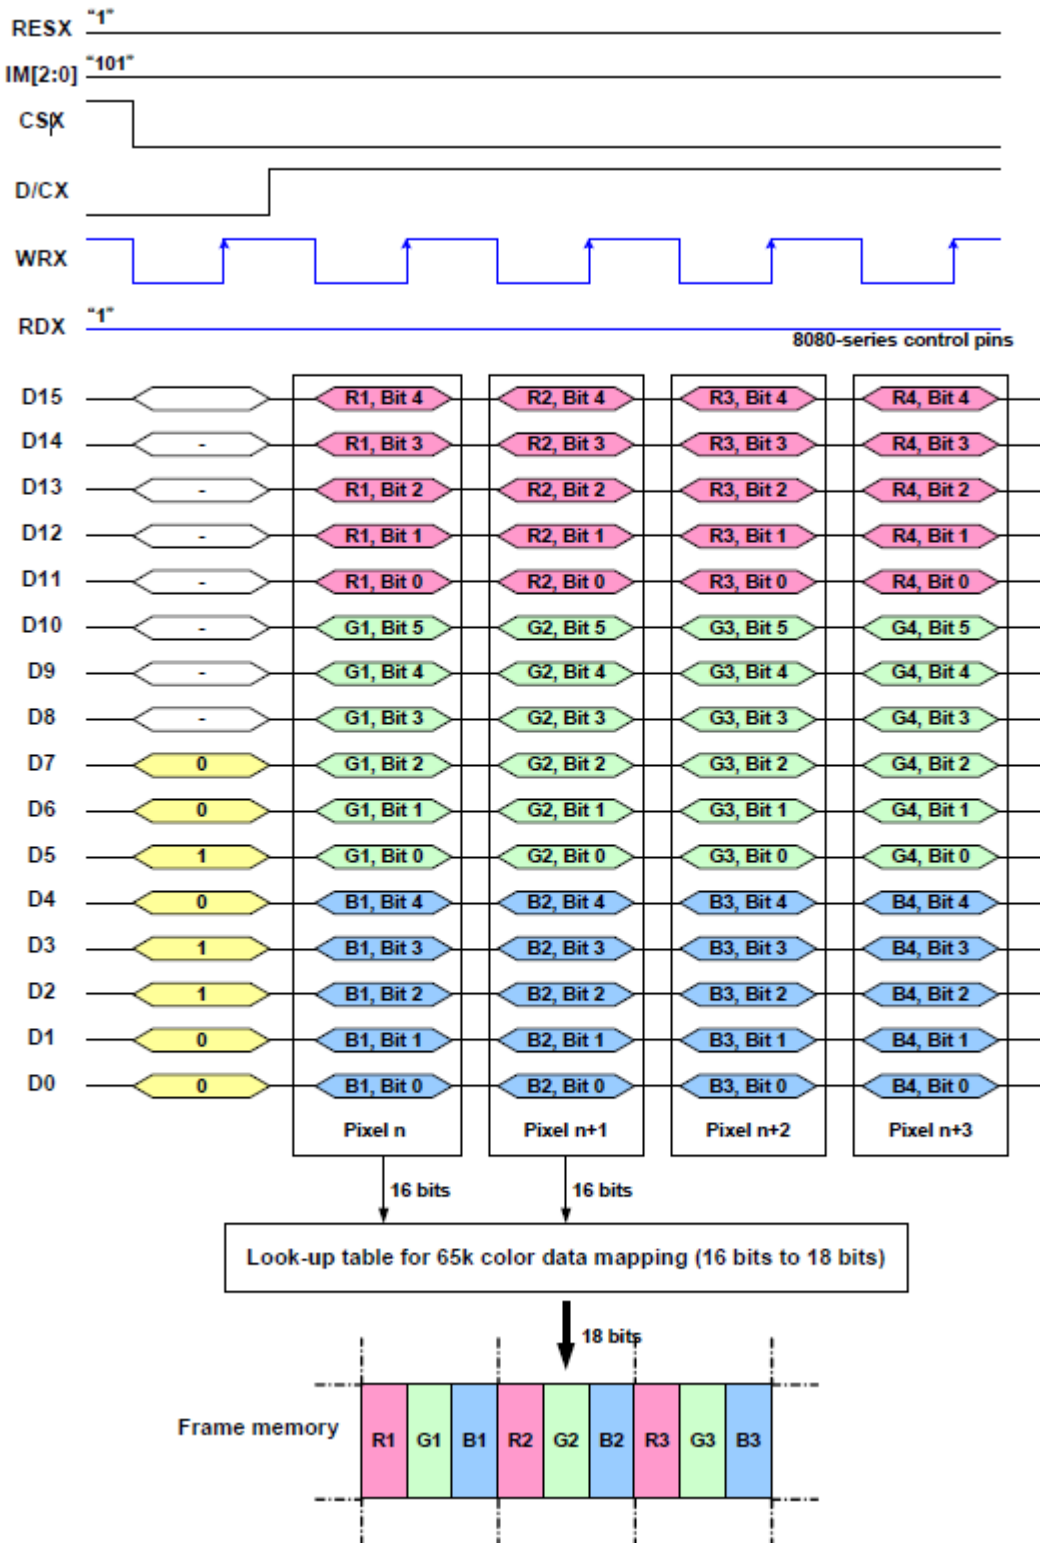 RESX "1"
IM[2:0] "101"
CSX
D/CX
WRX
RDX "1"
8080-series control pins
D15 R1, Bit 4 R2, Bit 4 R3, Bit 4 R4, Bit 4
D14 - R1, Bit 3 R2, Bit 3 R3, Bit 3 R4, Bit 3
D13 - R1, Bit 2 R2, Bit 2 R3, Bit 2 R4, Bit 2
D12 - R1, Bit 1 R2, Bit 1 R3, Bit 1 R4, Bit 1
D11 - R1, Bit 0 R2, Bit 0 R3, Bit 0 R4, Bit 0
D10 - G1, Bit 5 G2, Bit 5 G3, Bit 5 G4, Bit 5
D9 - G1, Bit 4 G2, Bit 4 G3, Bit 4 G4, Bit 4
D8 - G1, Bit 3 G2, Bit 3 G3, Bit 3 G4, Bit 3
D7 0 G1, Bit 2 G2, Bit 2 G3, Bit 2 G4, Bit 2
D6 0 G1, Bit 1 G2, Bit 1 G3, Bit 1 G4, Bit 1
D5 1 G1, Bit 0 G2, Bit 0 G3, Bit 0 G4, Bit 0
D4 0 B1, Bit 4 B2, Bit 4 B3, Bit 4 B4, Bit 4
D3 1 B1, Bit 3 B2, Bit 3 B3, Bit 3 B4, Bit 3
D2 1 B1, Bit 2 B2, Bit 2 B3, Bit 2 B4, Bit 2
D1 0 B1, Bit 1 B2, Bit 1 B3, Bit 1 B4, Bit 1
D0 0 B1, Bit 0 B2, Bit 0 B3, Bit 0 B4, Bit 0
Pixel n Pixel n+1 Pixel n+2 Pixel n+3
16 bits 16 bits
Look-up table for 65k color data mapping (16 bits to 18 bits)
18 bits
Frame memory R1 G1 B1 R2 G2 B2 R3 G3 B3